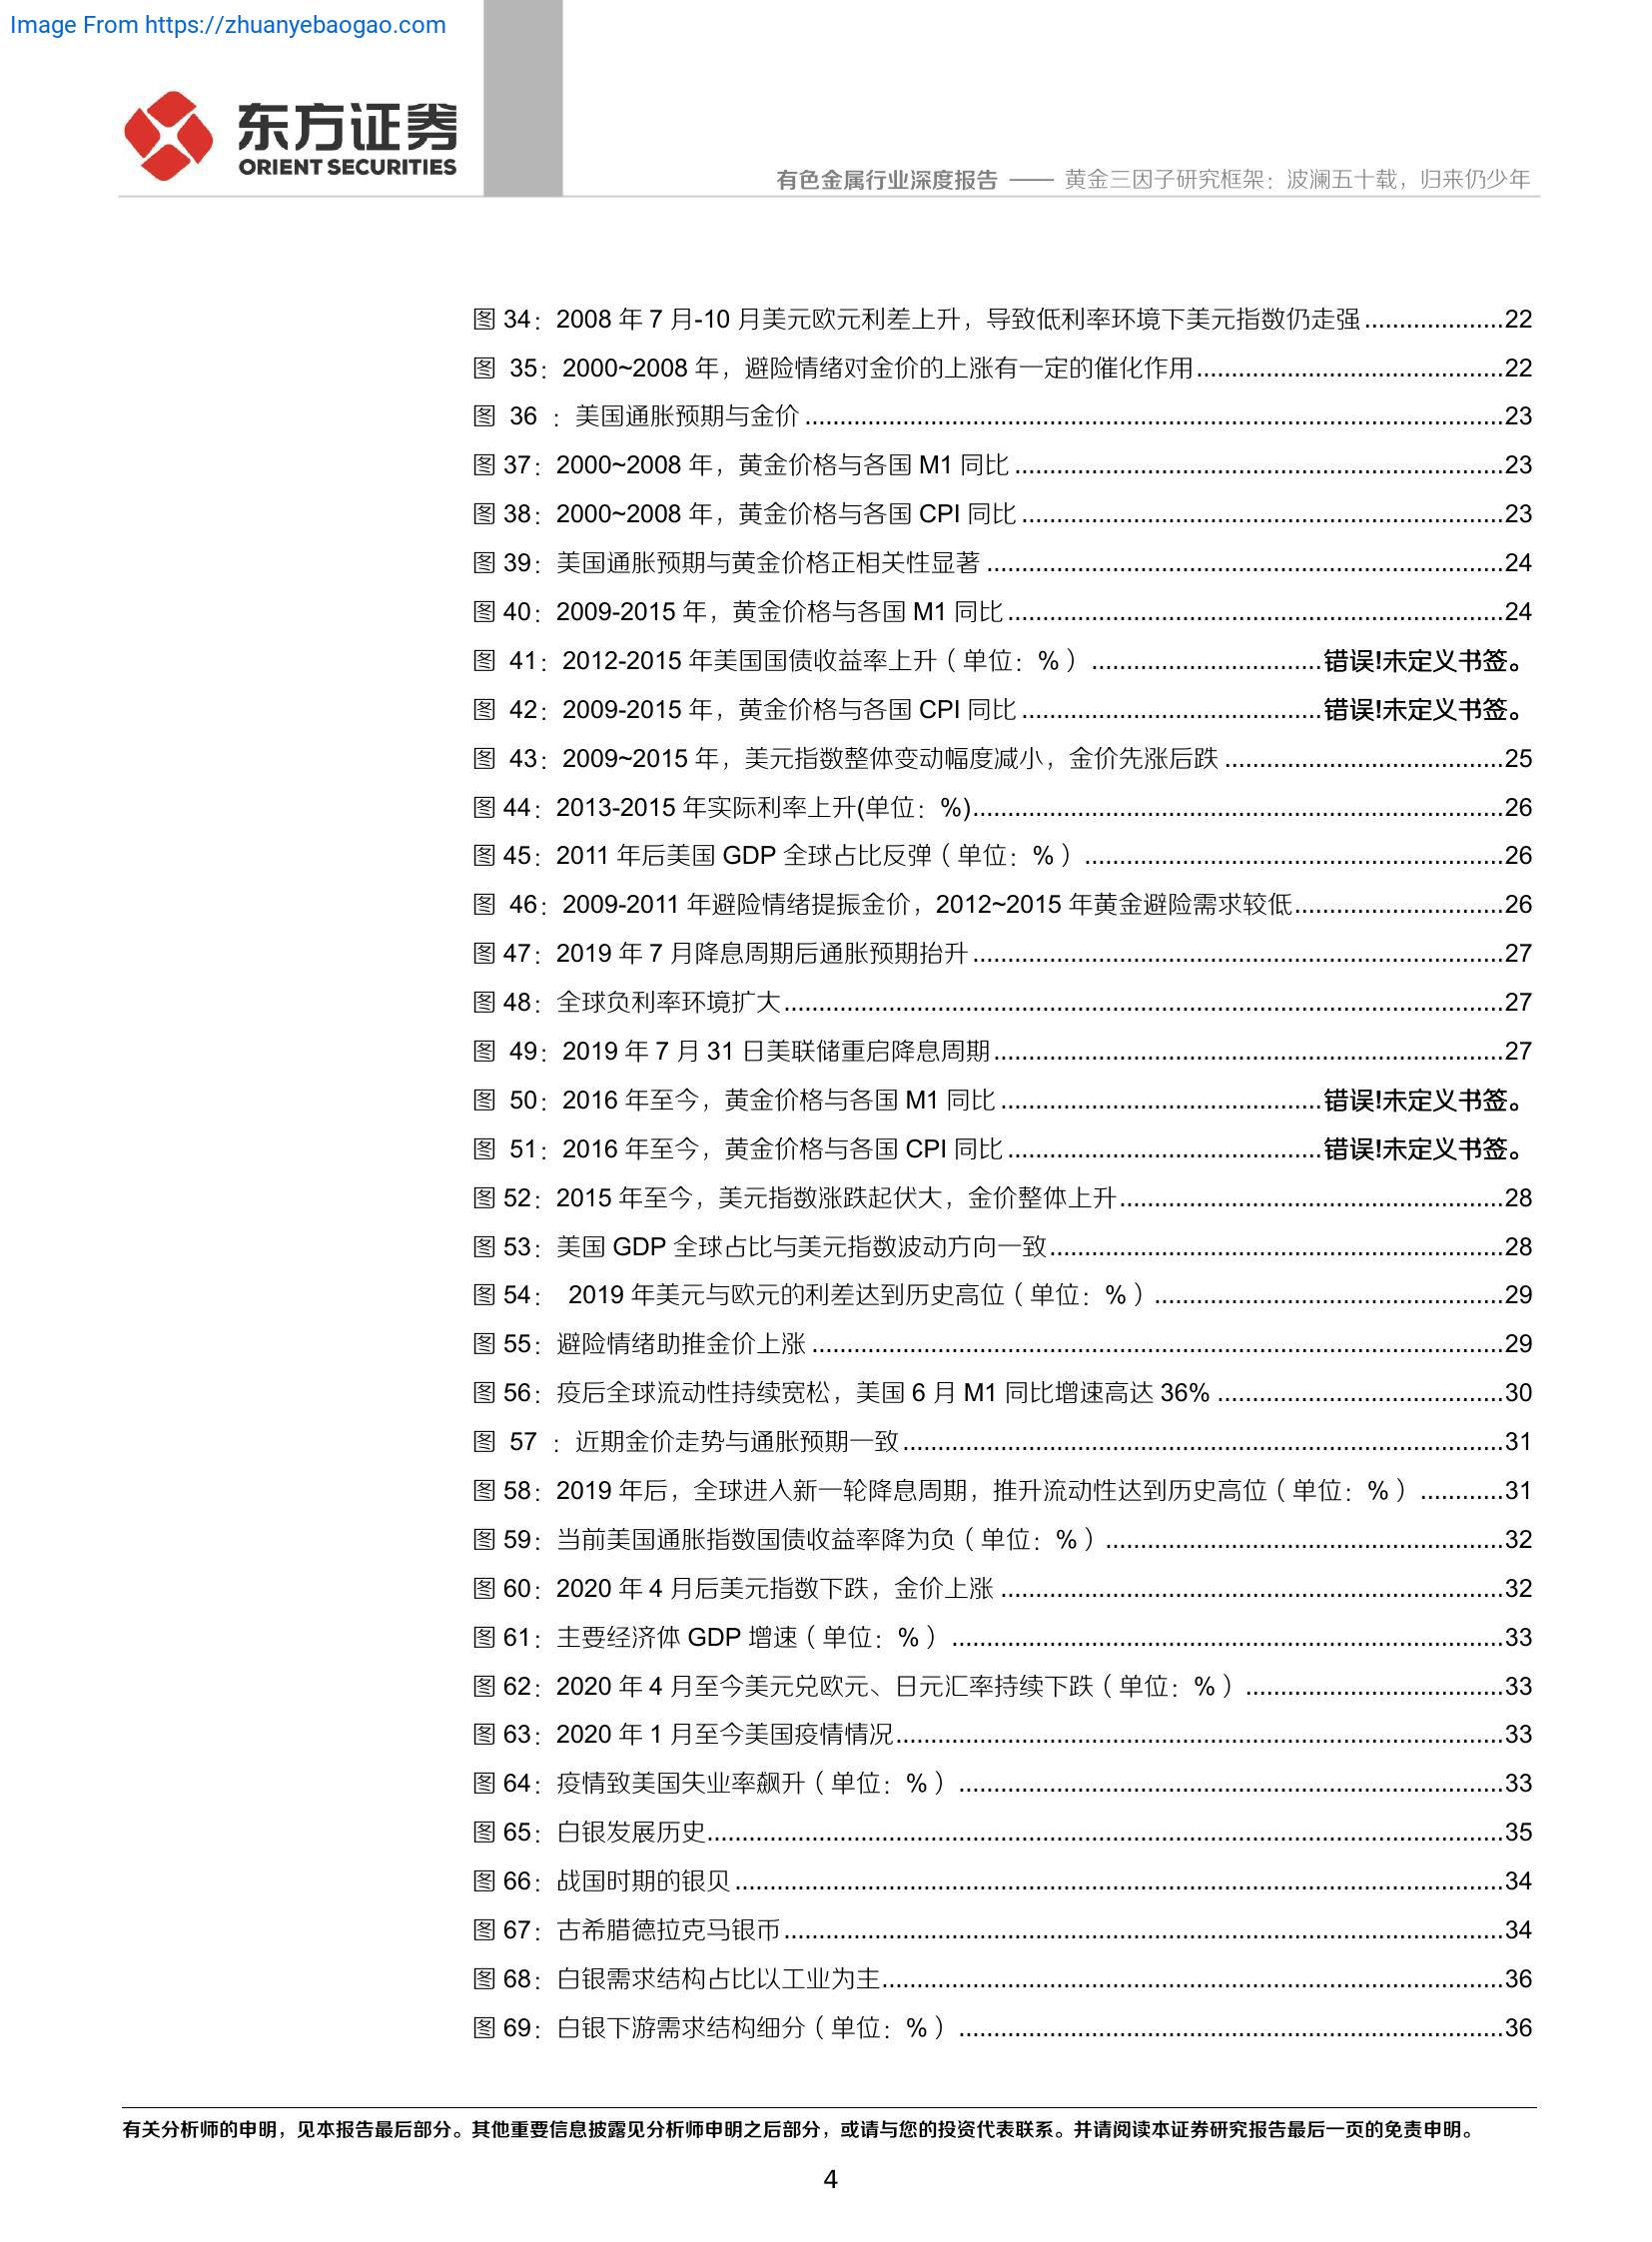 Image From https://zhuanyebaogao.com
东方证券
ORIENT SECURITIES
有色金属行业深度报告 —— 黄金三因子研究框架：波澜五十载，归来仍少年
图 34：2008 年 7 月-10 月美元欧元利差上升，导致低利率环境下美元指数仍走强....................22
图 35：2000~2008 年，避险情绪对金价的上涨有一定的催化作用............................................22
图 36 ：美国通胀预期与金价....................................................................................................23
图 37：2000~2008 年，黄金价格与各国 M1 同比......................................................................23
图 38：2000~2008 年，黄金价格与各国 CPI 同比.....................................................................23
图 39：美国通胀预期与黄金价格正相关性显著..........................................................................24
图 40：2009-2015 年，黄金价格与各国 M1 同比.......................................................................24
图 41：2012-2015 年美国国债收益率上升（单位：%）.................................错误!未定义书签。
图 42：2009-2015 年，黄金价格与各国 CPI 同比...........................................错误!未定义书签。
图 43：2009~2015 年，美元指数整体变动幅度减小，金价先涨后跌........................................25
图 44：2013-2015 年实际利率上升(单位：%)............................................................................26
图 45：2011 年后美国 GDP 全球占比反弹（单位：%）............................................................26
图 46：2009-2011 年避险情绪提振金价，2012~2015 年黄金避险需求较低..............................26
图 47：2019 年 7 月降息周期后通胀预期抬升............................................................................27
图 48：全球负利率环境扩大.......................................................................................................27
图 49：2019 年 7 月 31 日美联储重启降息周期.........................................................................27
图 50：2016 年至今，黄金价格与各国 M1 同比..............................................错误!未定义书签。
图 51：2016 年至今，黄金价格与各国 CPI 同比.............................................错误!未定义书签。
图 52：2015 年至今，美元指数涨跌起伏大，金价整体上升.......................................................28
图 53：美国 GDP 全球占比与美元指数波动方向一致.................................................................28
图 54： 2019 年美元与欧元的利差达到历史高位（单位：%）..................................................29
图 55：避险情绪助推金价上涨...................................................................................................29
图 56：疫后全球流动性持续宽松，美国 6 月 M1 同比增速高达 36%.........................................30
图 57 ：近期金价走势与通胀预期一致......................................................................................31
图 58：2019 年后，全球进入新一轮降息周期，推升流动性达到历史高位（单位：%）............31
图 59：当前美国通胀指数国债收益率降为负（单位：%）.........................................................32
图 60：2020 年 4 月后美元指数下跌，金价上涨........................................................................32
图 61：主要经济体 GDP 增速（单位：%）...............................................................................33
图 62：2020 年 4 月至今美元兑欧元、日元汇率持续下跌（单位：%）.....................................33
图 63：2020 年 1 月至今美国疫情情况.......................................................................................33
图 64：疫情致美国失业率飙升（单位：%）..............................................................................33
图 65：白银发展历史..................................................................................................................35
图 66：战国时期的银贝..............................................................................................................34
图 67：古希腊德拉克马银币.......................................................................................................34
图 68：白银需求结构占比以工业为主.........................................................................................36
图 69：白银下游需求结构细分（单位：%）..............................................................................36
有关分析师的申明，见本报告最后部分。其他重要信息披露见分析师申明之后部分，或请与您的投资代表联系。并请阅读本证券研究报告最后一页的免责申明。
4